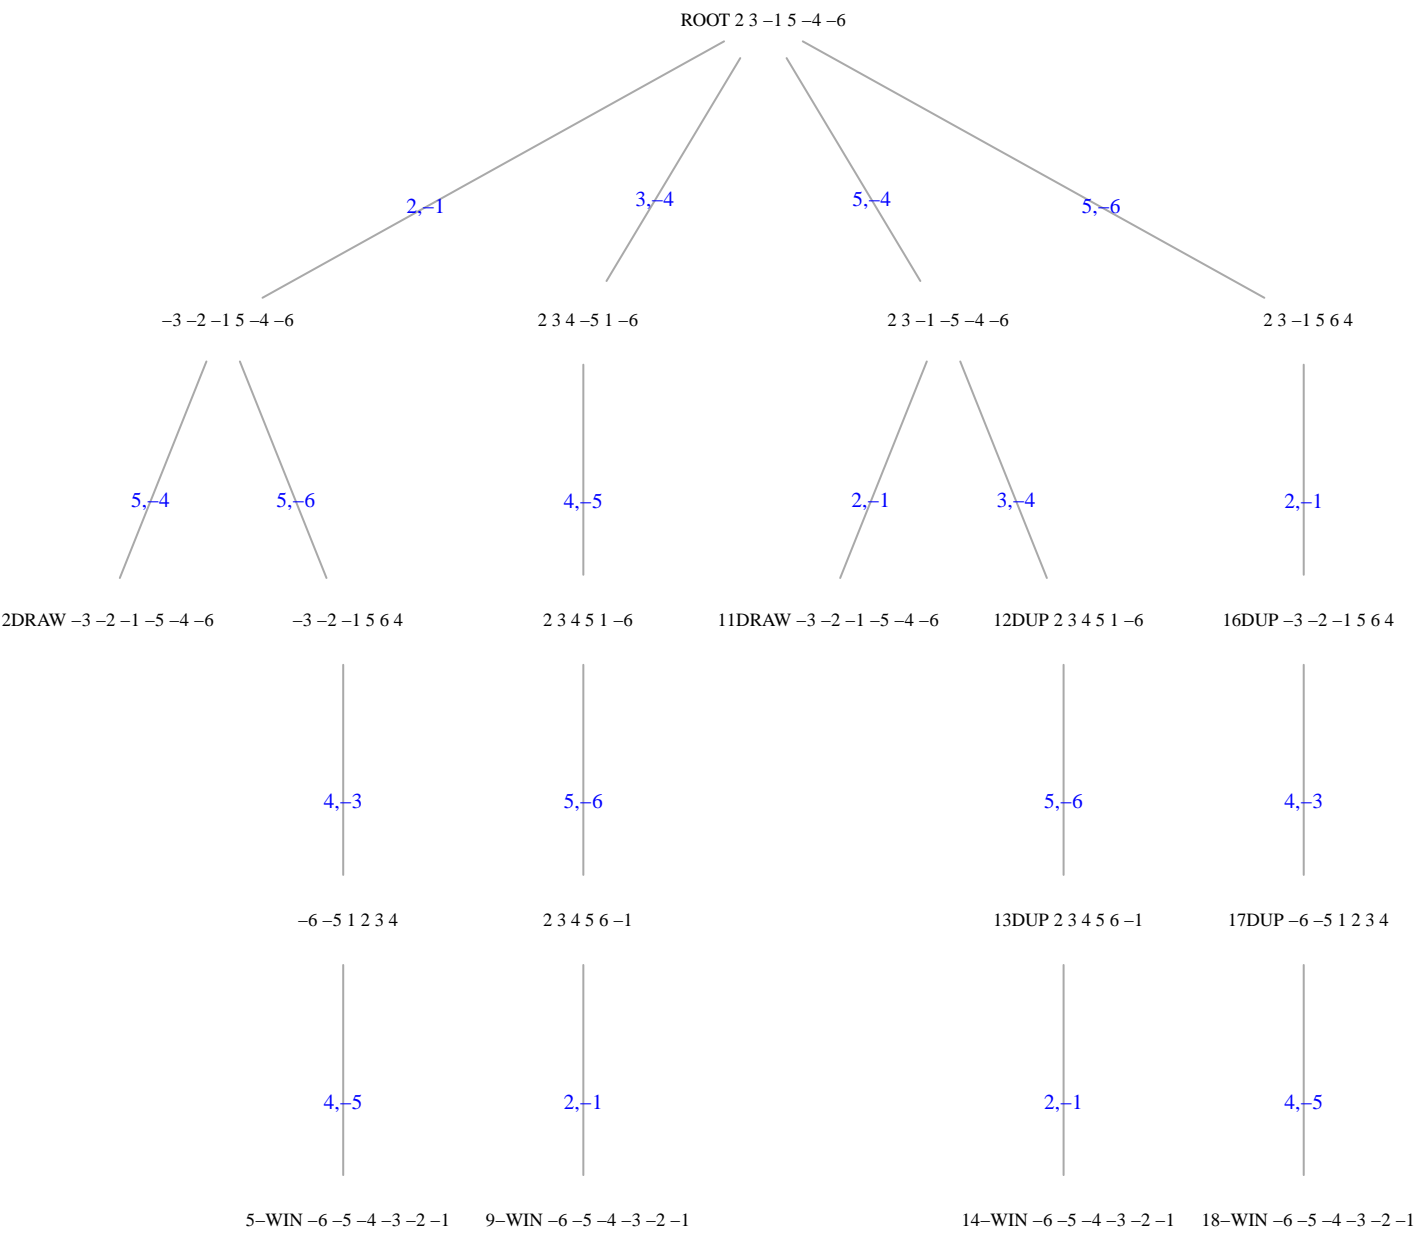 ROOT 2 3 –1 5 –4 –6
2,–1
3,–4
5,–4
5,–6
–3 –2 –1 5 –4 –6
2 3 4 –5 1 –6
2 3 –1 –5 –4 –6
2 3 –1 5 6 4
5,–4
5,–6
4,–5
2,–1
3,–4
2,–1
2DRAW –3 –2 –1 –5 –4 –6
–3 –2 –1 5 6 4
2 3 4 5 1 –6
11DRAW –3 –2 –1 –5 –4 –6
12DUP 2 3 4 5 1 –6
16DUP –3 –2 –1 5 6 4
4,–3
5,–6
5,–6
4,–3
–6 –5 1 2 3 4
2 3 4 5 6 –1
13DUP 2 3 4 5 6 –1
17DUP –6 –5 1 2 3 4
4,–5
2,–1
2,–1
4,–5
5–WIN –6 –5 –4 –3 –2 –1
9–WIN –6 –5 –4 –3 –2 –1
14–WIN –6 –5 –4 –3 –2 –1
18–WIN –6 –5 –4 –3 –2 –1